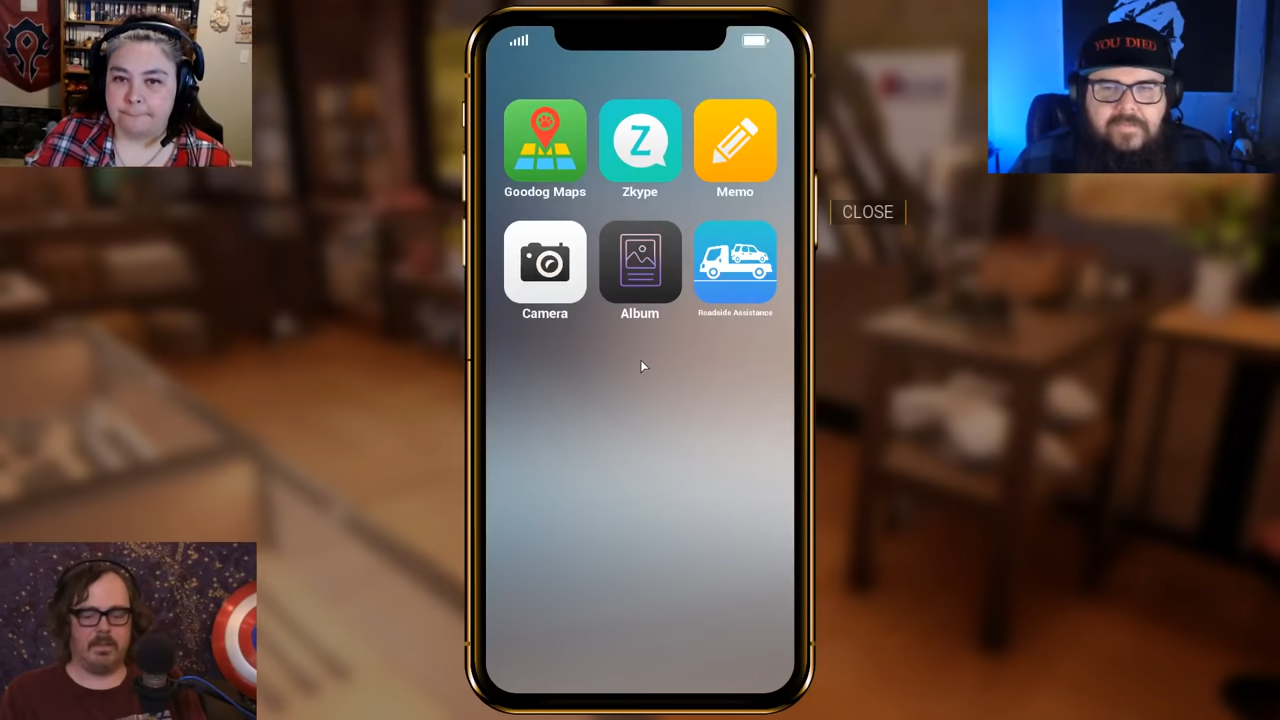 YOU DIED
Goodog Maps
Z
Zkype
Memo
CLOSE
Camera
Album
Roadside Assistance